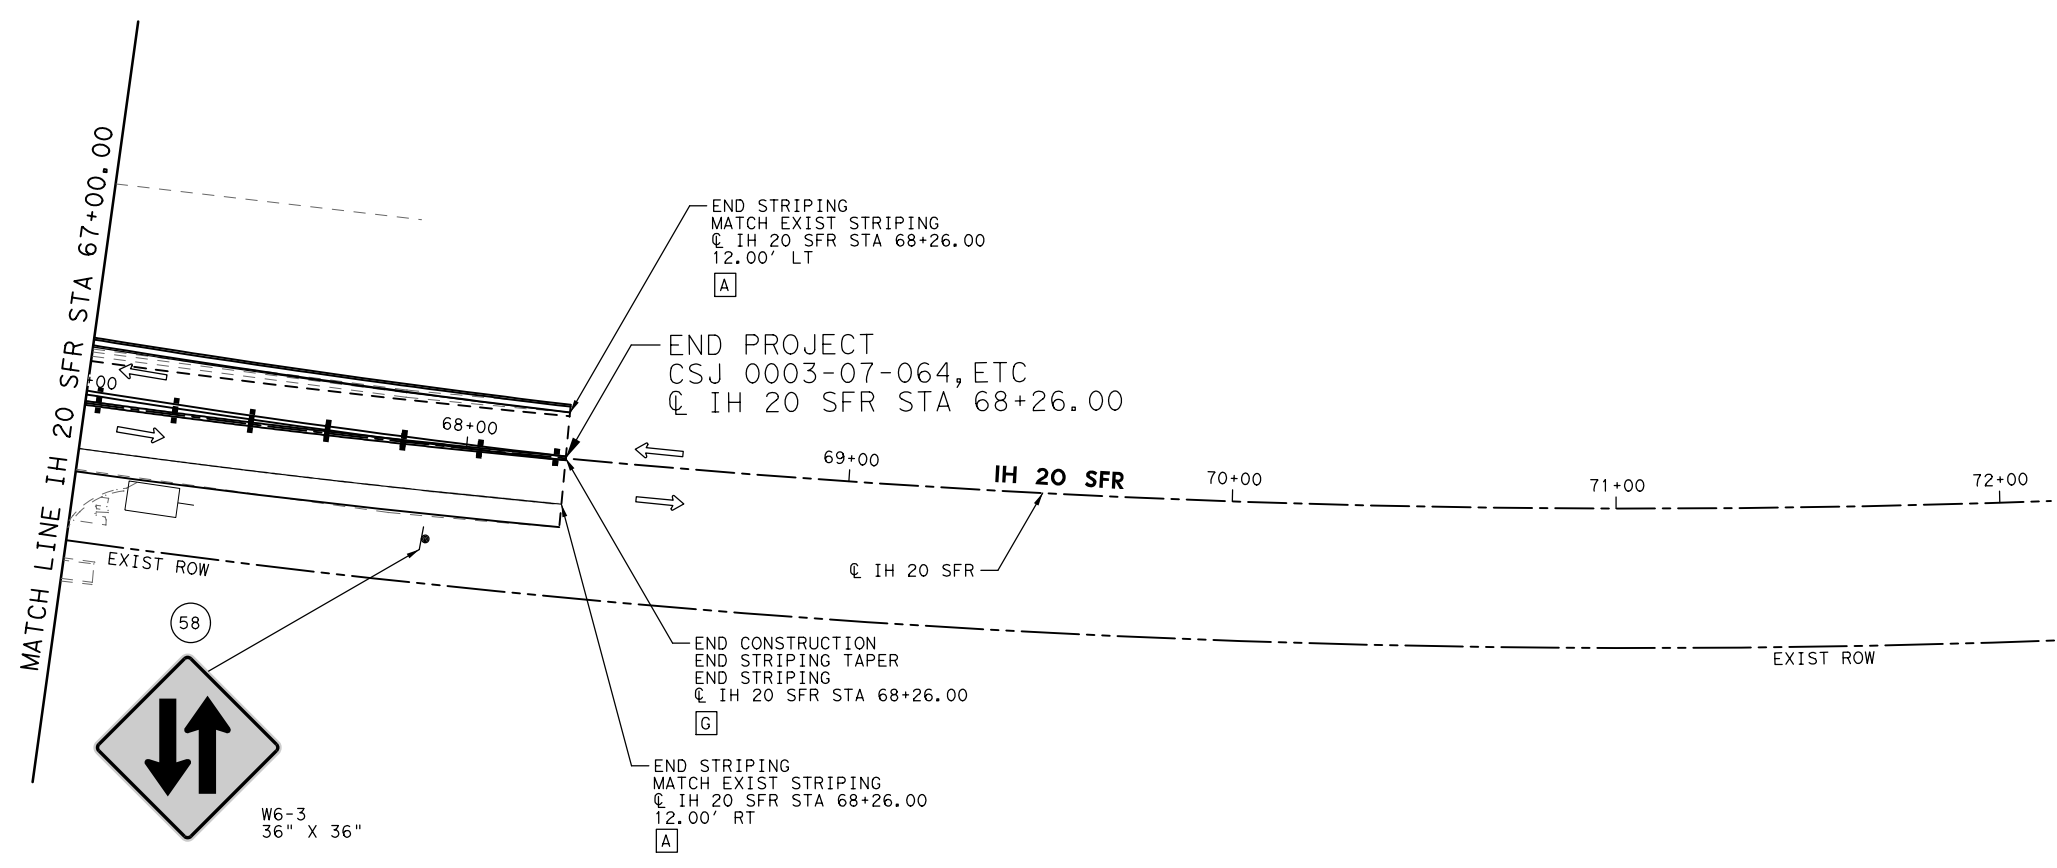 MATCH LINE IH 20 SFR STA 67+00.00
END STRIPING
MATCH EXIST STRIPING
℄ IH 20 SFR STA 68+26.00
12.00' LT
A
END PROJECT
CSJ 0003-07-064, ETC
℄ IH 20 SFR STA 68+26.00
+00
68+00
69+00
IH 20 SFR
70+00
71+00
72+00
℄ IH 20 SFR
EXIST ROW
58
END CONSTRUCTION
END STRIPING TAPER
END STRIPING
℄ IH 20 SFR STA 68+26.00
G
EXIST ROW
END STRIPING
MATCH EXIST STRIPING
℄ IH 20 SFR STA 68+26.00
12.00' RT
A
W6-3
36" X 36"